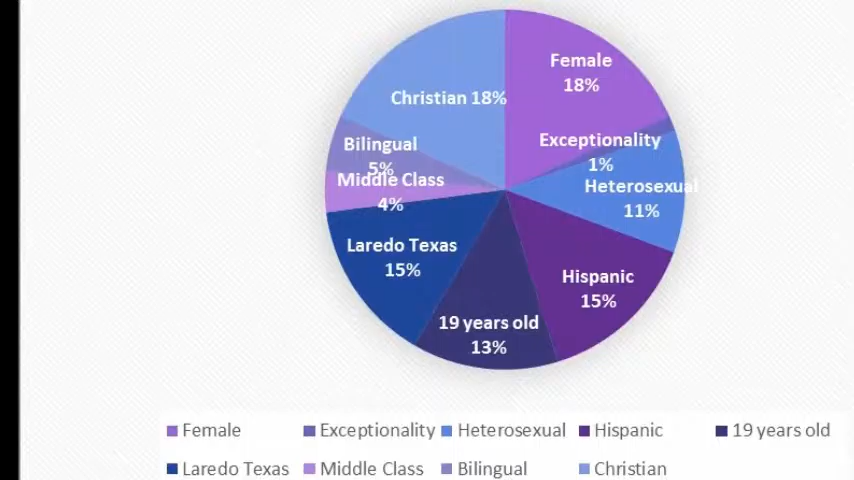 Female
18%
Christian 18%
Exceptionality
1%
Bilingual
5%
Middle Class
4%
Heterosexual
11%
Laredo Texas
15%
Hispanic
15%
19 years old
13%
Female Exceptionality Heterosexual Hispanic 19 years old
Laredo Texas Middle Class Bilingual Christian